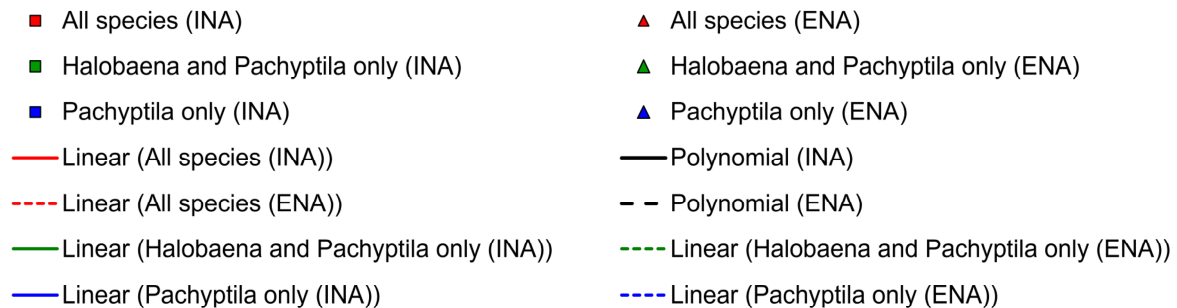 All species (INA)
All species (ENA)
Halobaena and Pachyptila only (INA)
Halobaena and Pachyptila only (ENA)
Pachyptila only (INA)
Pachyptila only (ENA)
Linear (All species (INA))
Polynomial (INA)
Linear (All species (ENA))
Polynomial (ENA)
Linear (Halobaena and Pachyptila only (INA))
Linear (Halobaena and Pachyptila only (ENA))
Linear (Pachyptila only (INA))
Linear (Pachyptila only (ENA))